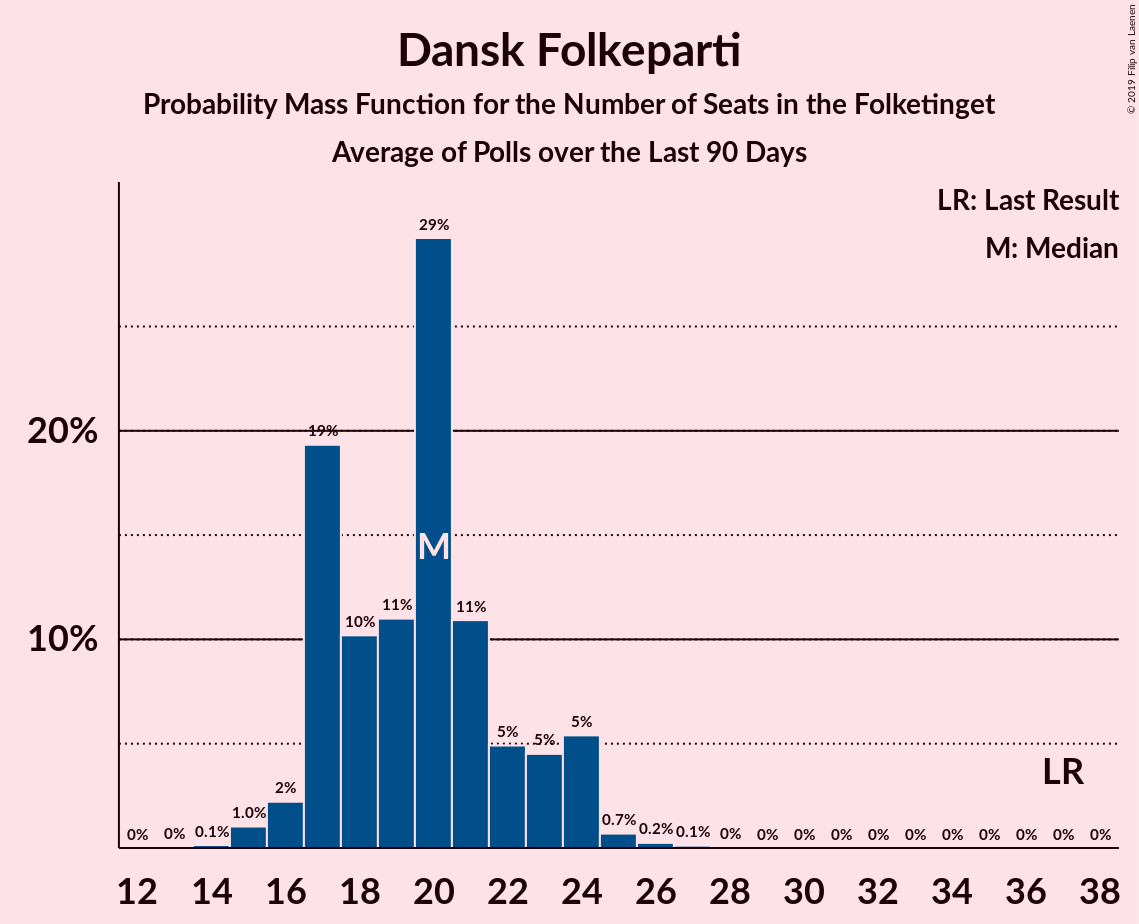 Dansk Folkeparti
Probability Mass Function for the Number of Seats in the Folketinget
Average of Polls over the Last 90 Days
© 2019 Filip van Laenen
LR: Last Result
M: Median
20%
10%
0% 0% 0.1% 1.0% 2% 19% 10% 11% 29% 11% 5% 5% 5% 0.7% 0.2% 0.1% 0% 0% 0% 0% 0% 0% 0% 0% 0% 0% 0%
M
LR
12 14 16 18 20 22 24 26 28 30 32 34 36 38